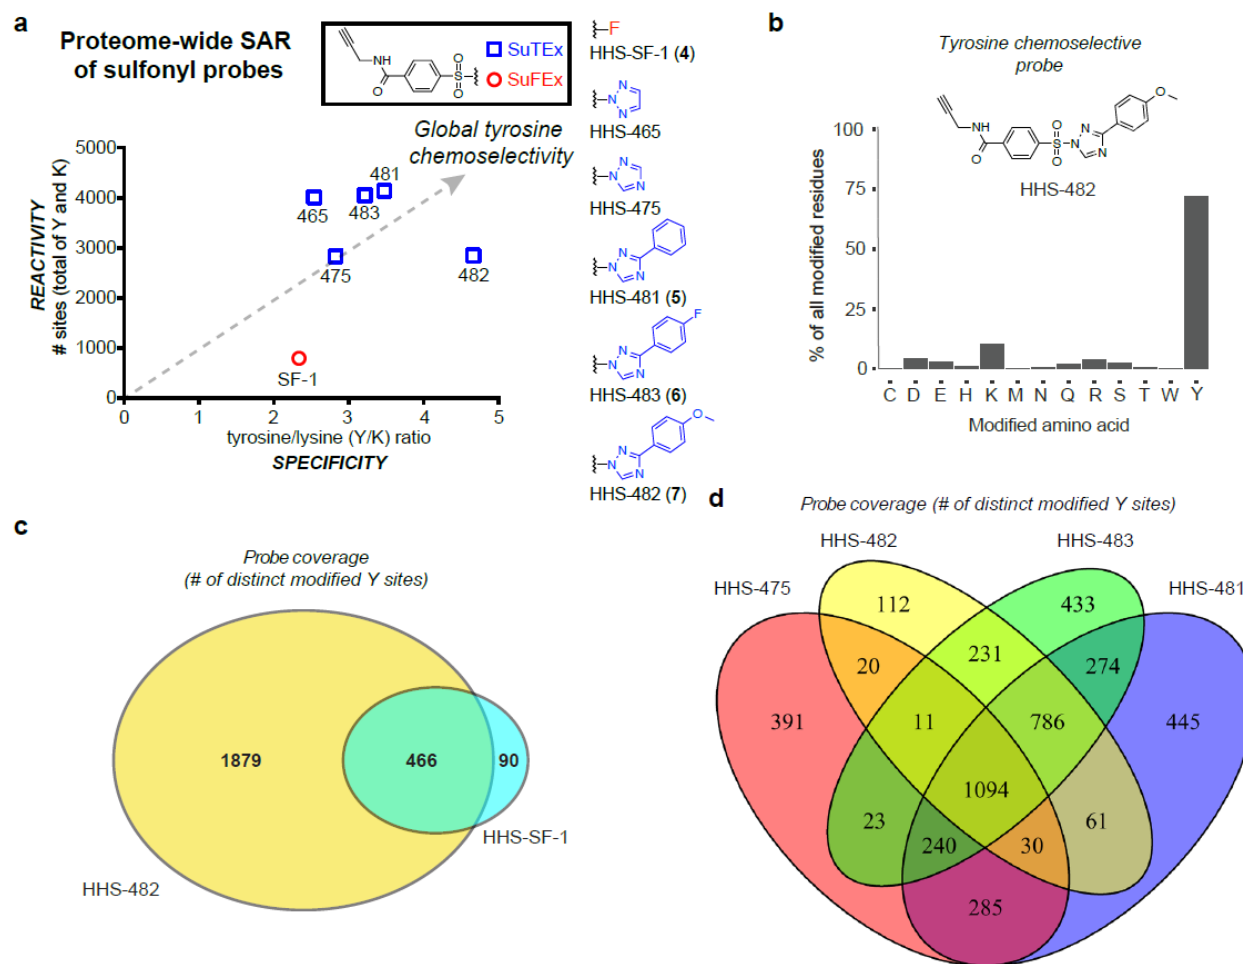 a
Proteome-wide SAR
of sulfonyl probes
NH
O
O
S
O
SuTEx
SuFEx
Global tyrosine
chemoselectivity
REACTIVITY
# sites (total of Y and K)
5000
4000
3000
2000
1000
0
465
483
481
475
482
SF-1
0 1 2 3 4 5
tyrosine/lysine (Y/K) ratio
SPECIFICITY
F
HHS-SF-1 (4)
N N
N
HHS-465
N N
N
HHS-475
N N
N
HHS-481 (5)
F
N N
N
HHS-483 (6)
O
N N
N
HHS-482 (7)
b
Tyrosine chemoselective
probe
NH
O
O
S
O
N N
N
O
HHS-482
% of all modified residues
100
75
50
25
0
C D E H K M N Q R S T W Y
Modified amino acid
c
Probe coverage
(# of distinct modified Y sites)
1879
466
90
HHS-SF-1
HHS-482
d
Probe coverage (# of distinct modified Y sites)
HHS-482
HHS-483
HHS-475
HHS-481
112
433
20
231
274
391
11
786
445
1094
23
61
240
30
285